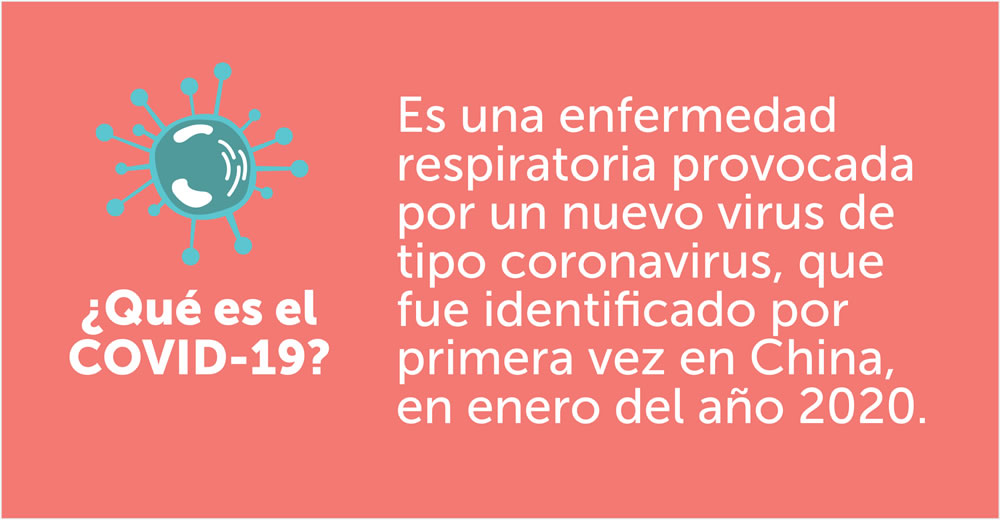 ¿Qué es el
COVID-19?
Es una enfermedad
respiratoria provocada
por un nuevo virus de
tipo coronavirus, que
fue identificado por
primera vez en China,
en enero del año 2020.